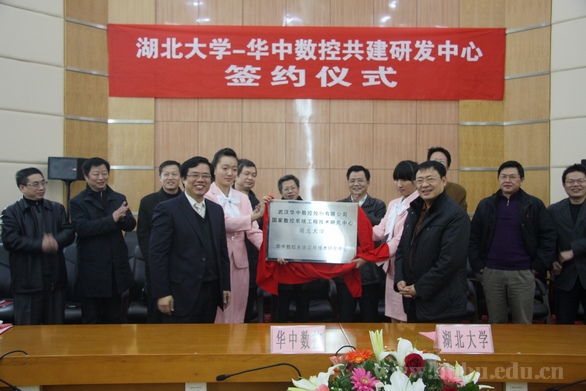 湖北大学-华中数控共建研发中心
签约仪式
武汉华中数控股份有限公司
国家数控系统工程技术研究中心
湖北大学
华中数控
湖北大学